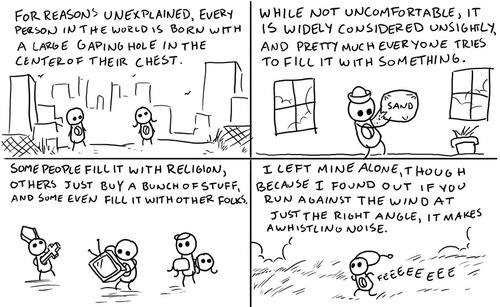 FOR REASONS UNEXPLAINED, EVERY
PERSON IN THE WORLD IS BORN WITH
A LARGE GAPING HOLE IN THE
CENTER OF THEIR CHEST.
WHILE NOT UNCOMFORTABLE, IT
IS WIDELY CONSIDERED UNSIGHTLY,
AND PRETTY MUCH EVERYONE TRIES
TO FILL IT WITH SOMETHING.
SAND
SOME PEOPLE FILL IT WITH RELIGION,
OTHERS JUST BUY A BUNCH OF STUFF,
AND SOME EVEN FILL IT WITH OTHER FOLKS.
I LEFT MINE ALONE, THOUGH
BECAUSE I FOUND OUT IF YOU
RUN AGAINST THE WIND AT
JUST THE RIGHT ANGLE, IT MAKES
A WHISTLING NOISE.
FEEEEEEEE